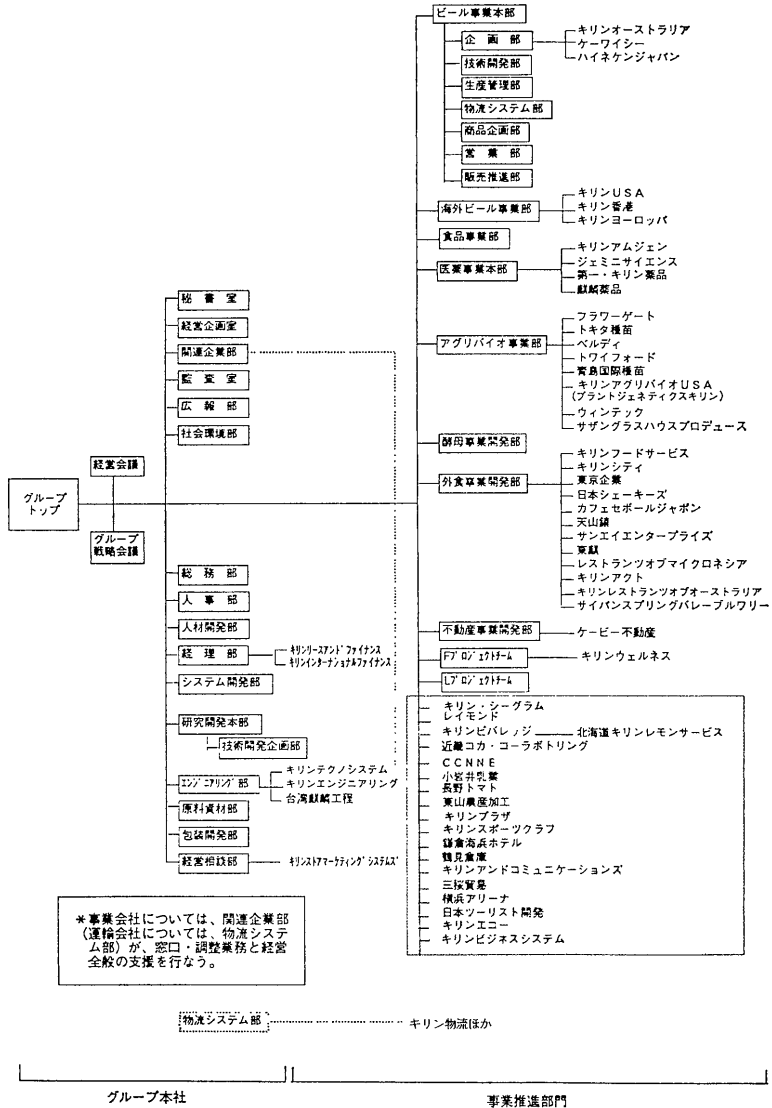 グループ
トップ
経営会議
グループ
戦略会議
秘書室
経営企画室
関連企業部
監査室
広報部
社会環境部
総務部
人事部
人材開発部
経理部
キリンリースアンドファイナンス
キリンインターナショナルファイナンス
システム開発部
研究開発本部
技術開発企画部
エンジニアリング部
キリンテクノシステム
キリンエンジニアリング
台湾麒麟工程
原料資材部
包装開発部
経営相談部
キリンストアマーケティングシステムズ
ビール事業本部
企画部
キリンオーストラリア
ケーワイシー
ハイネケンジャパン
技術開発部
生産管理部
物流システム部
商品企画部
営業部
販売推進部
海外ビール事業部
キリンUSA
キリン香港
キリンヨーロッパ
食品事業部
医薬事業本部
キリンアムジェン
ジェミニサイエンス
第一・キリン薬品
麒麟薬品
アグリバイオ事業部
フラワーゲート
トキタ種苗
ベルディ
トワイフォード
青島国際種苗
キリンアグリバイオUSA
(プラントジェネティクスキリン)
ウィンテック
サザングラスハウスプロデュース
酵母事業開発部
外食事業開発部
キリンフードサービス
キリンシティ
東京企業
日本シェーキーズ
カフェセボールジャポン
天山閣
サンエイエンタープライズ
東麒
レストランツオブマイクロネシア
キリンアクト
キリンレストランツオブオーストラリア
サイパンスプリングバレーブルワリー
不動産事業開発部
ケービー不動産
Fプロジェクトチーム
キリンウェルネス
Lプロジェクトチーム
キリン・シーグラム
レイモンド
キリンビバレッジ
北海道キリンレモンサービス
近畿コカ・コーラボトリング
CCNNE
小岩井乳業
長野トマト
東山農産加工
キリンプラザ
キリンスポーツクラブ
鎌倉海浜ホテル
鶴見倉庫
キリンアンドコミュニケーションズ
三桜貿易
横浜アリーナ
日本ツーリスト開発
キリンエコー
キリンビジネスシステム
*事業会社については、関連企業部
(運輸会社については、物流システ
ム部)が、窓口・調整業務と経営
全般の支援を行なう。
物流システム部
キリン物流ほか
グループ本社
事業推進部門